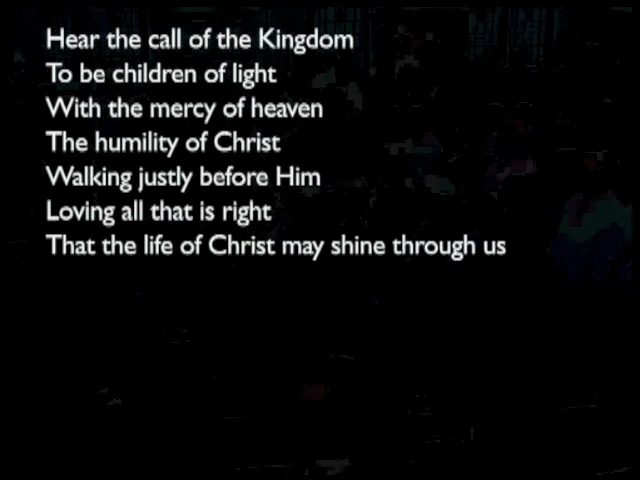 Hear the call of the Kingdom
To be children of light
With the mercy of heaven
The humility of Christ
Walking justly before Him
Loving all that is right
That the life of Christ may shine through us